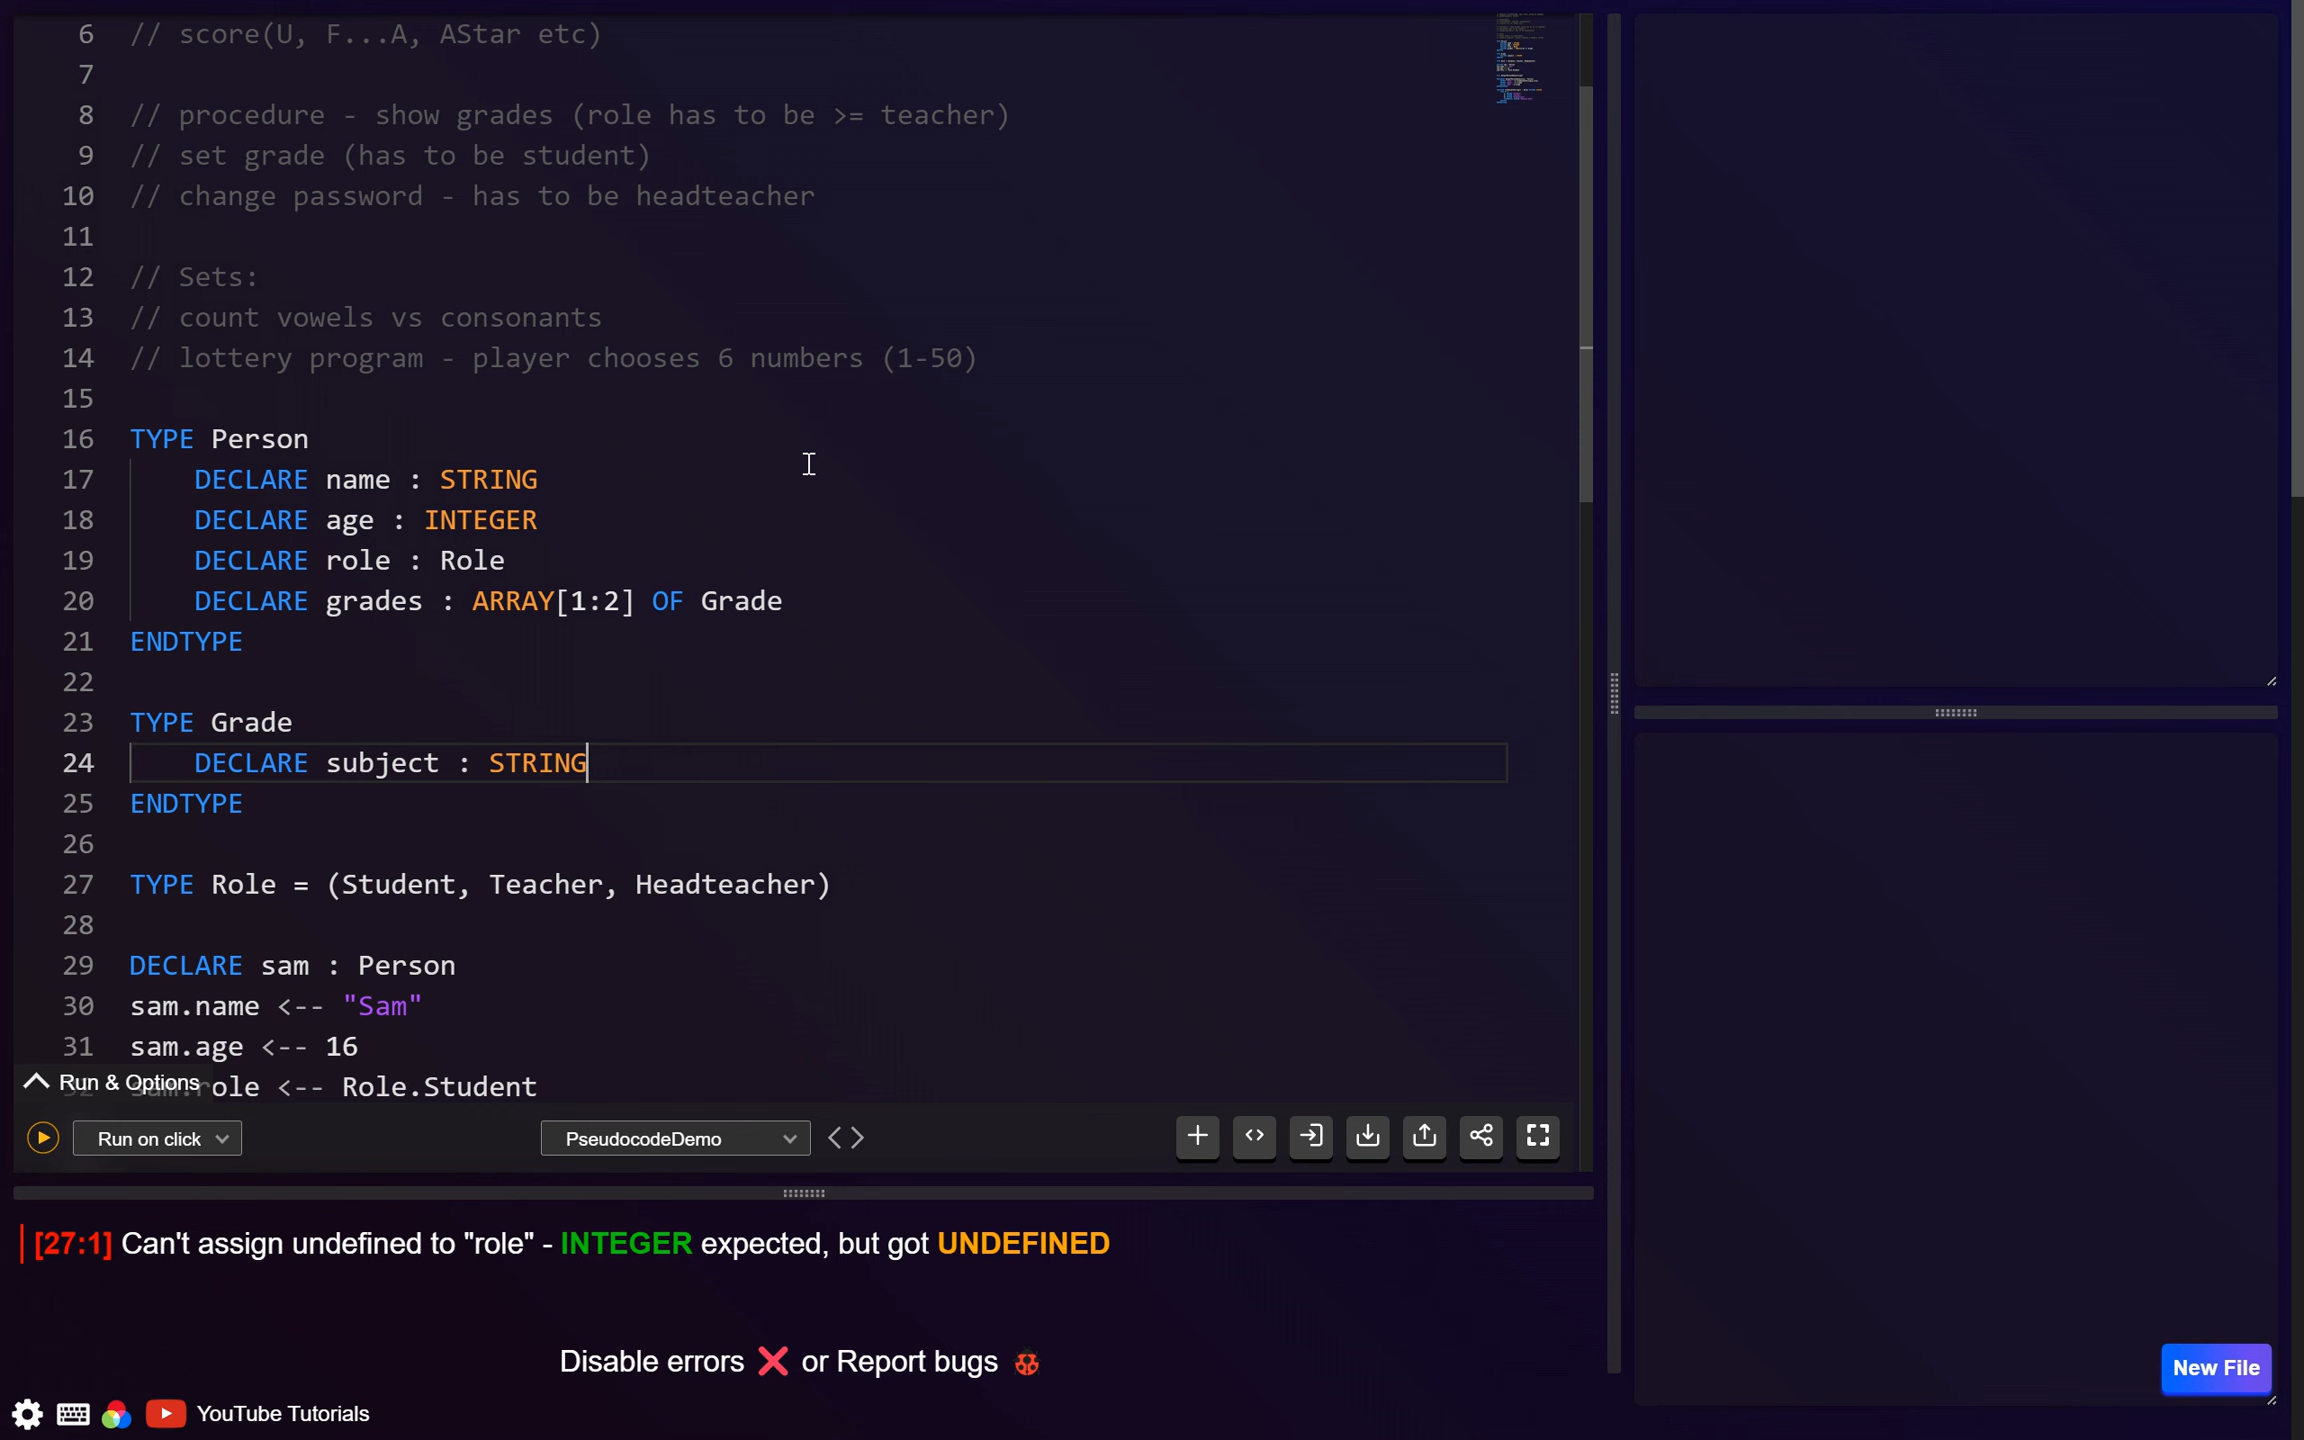 6 // score(U, F...A, AStar etc)
7
8 // procedure - show grades (role has to be >= teacher)
9 // set grade (has to be student)
10 // change password - has to be headteacher
11
12 // Sets:
13 // count vowels vs consonants
14 // lottery program - player chooses 6 numbers (1-50)
15
16 TYPE Person
17 DECLARE name : STRING
18 DECLARE age : INTEGER
19 DECLARE role : Role
20 DECLARE grades : ARRAY[1:2] OF Grade
21 ENDTYPE
22
23 TYPE Grade
24 DECLARE subject : STRING
25 ENDTYPE
26
27 TYPE Role = (Student, Teacher, Headteacher)
28
29 DECLARE sam : Person
30 sam.name <-- "Sam"
31 sam.age <-- 16
32 sam.role <-- Role.Student
Run & Options
Run on click
PseudocodeDemo
[27:1] Can't assign undefined to "role" - INTEGER expected, but got UNDEFINED
Disable errors ❌ or Report bugs 🐞
New File
YouTube Tutorials